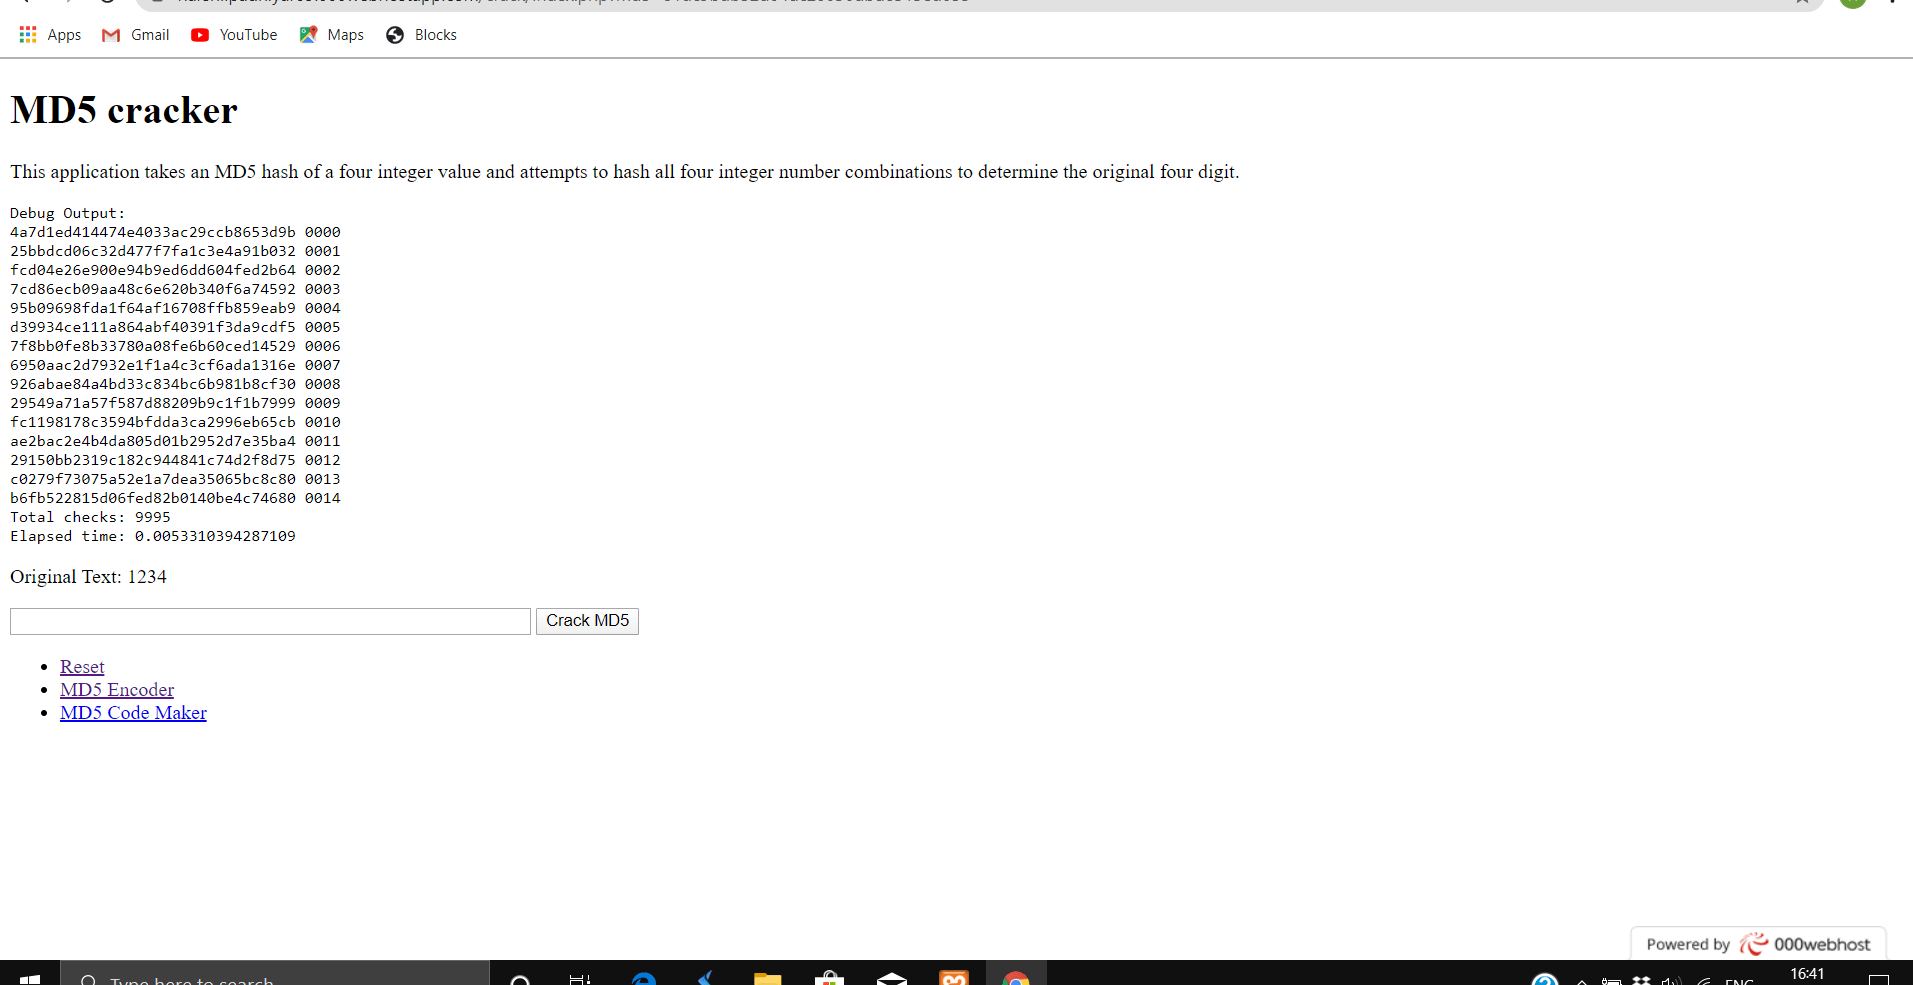 Apps Gmail YouTube Maps Blocks
MD5 cracker
This application takes an MD5 hash of a four integer value and attempts to hash all four integer number combinations to determine the original four digit.
Debug Output:
4a7d1ed414474e4033ac29ccb8653d9b 0000
25bbdcd06c32d477f7fa1c3e4a91b032 0001
fcd04e26e900e94b9ed6dd604fed2b64 0002
7cd86ecb09aa48c6e620b340f6a74592 0003
95b09698fda1f64af16708ffb859eab9 0004
d39934ce111a864abf40391f3da9cdf5 0005
7f8bb0fe8b33780a08fe6b60ced14529 0006
6950aac2d7932e1f1a4c3cf6ada1316e 0007
926abae84a4bd33c834bc6b981b8cf30 0008
29549a71a57f587d88209b9c1f1b7999 0009
fc1198178c3594bfdda3ca2996eb65cb 0010
ae2bac2e4b4da805d01b2952d7e35ba4 0011
29150bb2319c182c944841c74d2f8d75 0012
c0279f73075a52e1a7dea35065bc8c80 0013
b6fb522815d06fed82b0140be4c74680 0014
Total checks: 9995
Elapsed time: 0.0053310394287109
Original Text: 1234
Crack MD5
Reset
MD5 Encoder
MD5 Code Maker
Powered by 000webhost
Type here to search
ENG
16:41